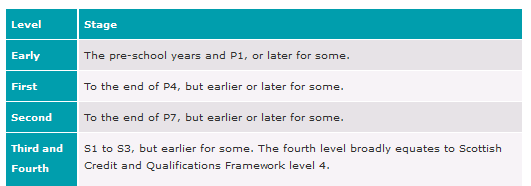 Level Stage
Early The pre-school years and P1, or later for some.
First To the end of P4, but earlier or later for some.
Second To the end of P7, but earlier or later for some.
Third and S1 to S3, but earlier for some. The fourth level broadly equates to Scottish
Fourth Credit and Qualifications Framework level 4.